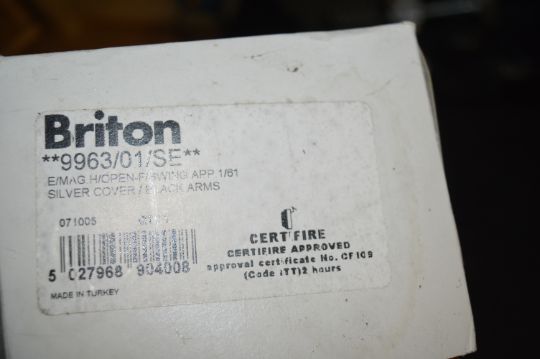 Briton
**9963/01/SE**
E/MAG H/OPEN-F/SWING APP 1/61
SILVER COVER / BLACK ARMS
071005
CERTIFIRE
CERTIFIRE APPROVED
approval certificate No. CF109
(Code ITT)2 hours
5 027968 904008
MADE IN TURKEY